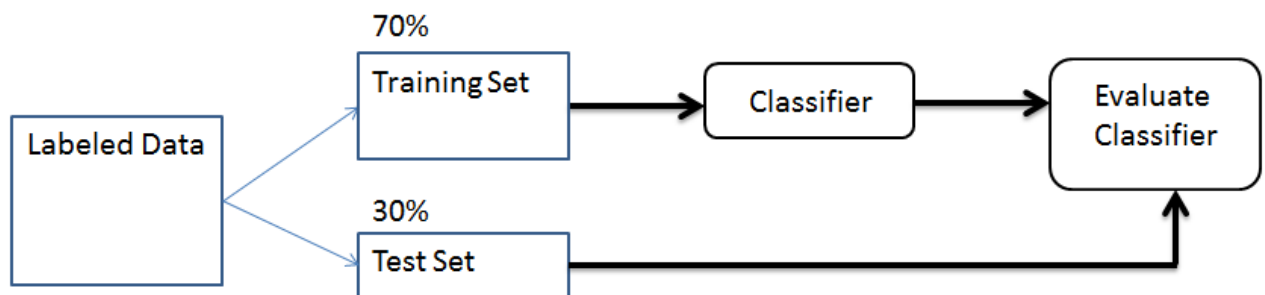 70%
Training Set
Classifier
Evaluate
Classifier
Labeled Data
30%
Test Set